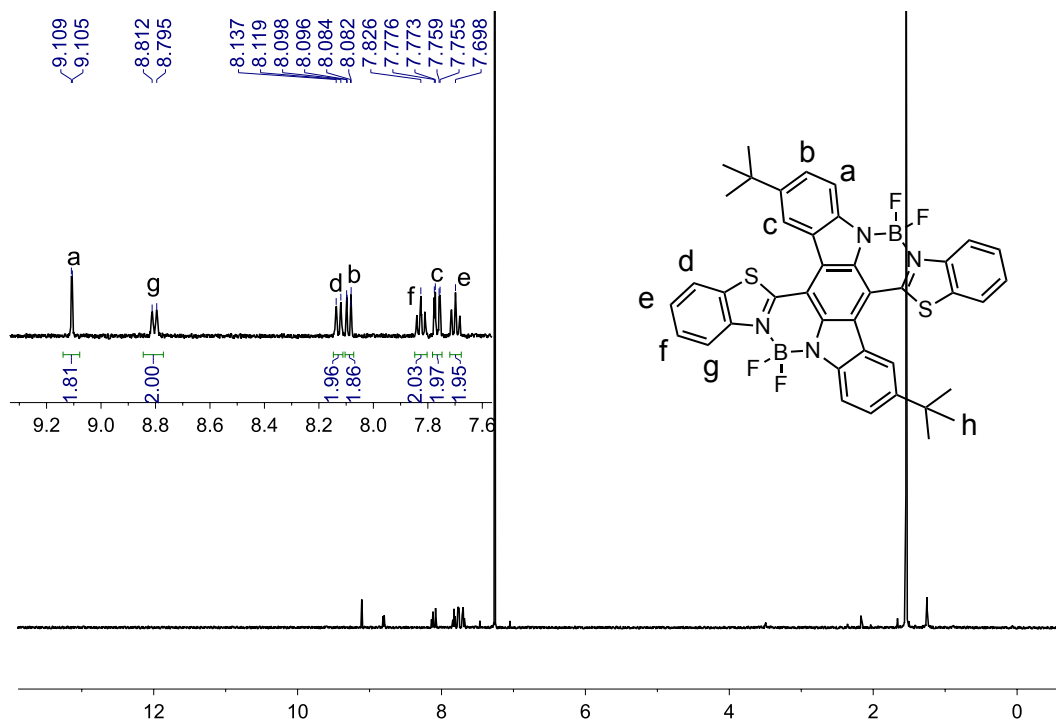 9.109
9.105
8.812
8.795
8.137
8.119
8.098
8.096
8.084
8.082
7.826
7.776
7.773
7.759
7.755
7.698
a
g
d
b
f
c
e
1.81
2.00
1.96
1.86
2.03
1.97
1.95
9.2 9.0 8.8 8.6 8.4 8.2 8.0 7.8 7.6
b
a
c
F
F
N
B
N
S
d
S
e
N
N
f
g
B
F
F
h
12 10 8 6 4 2 0